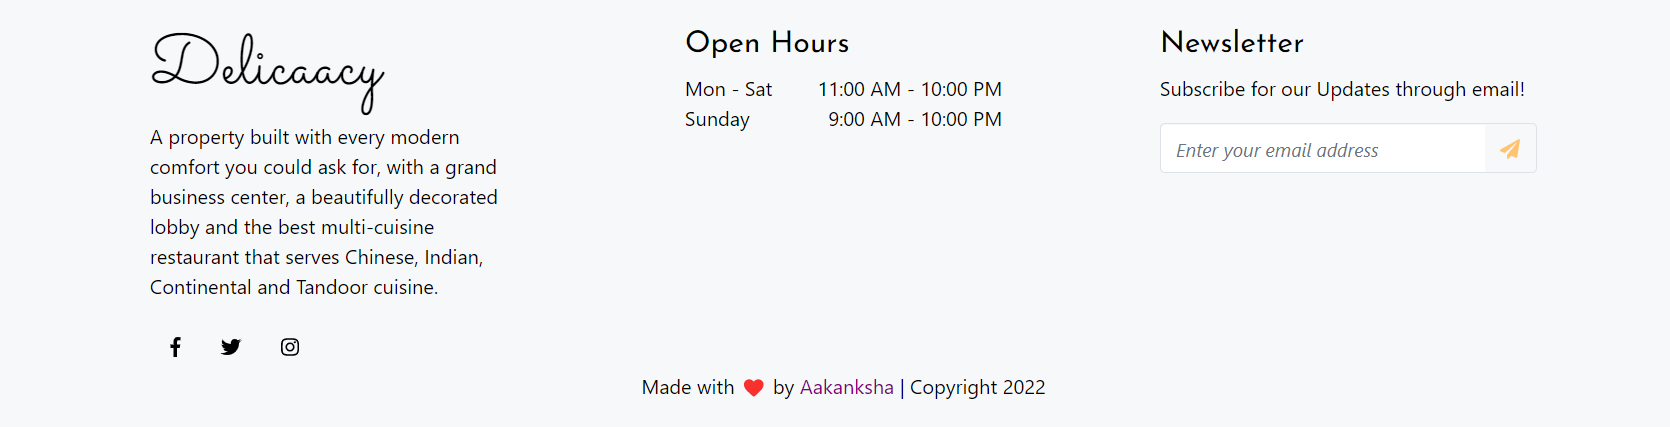 Delicaacy
A property built with every modern
comfort you could ask for, with a grand
business center, a beautifully decorated
lobby and the best multi-cuisine
restaurant that serves Chinese, Indian,
Continental and Tandoor cuisine.
Open Hours
Mon - Sat 11:00 AM - 10:00 PM
Sunday 9:00 AM - 10:00 PM
Newsletter
Subscribe for our Updates through email!
Enter your email address
Made with ❤ by Aakanksha | Copyright 2022